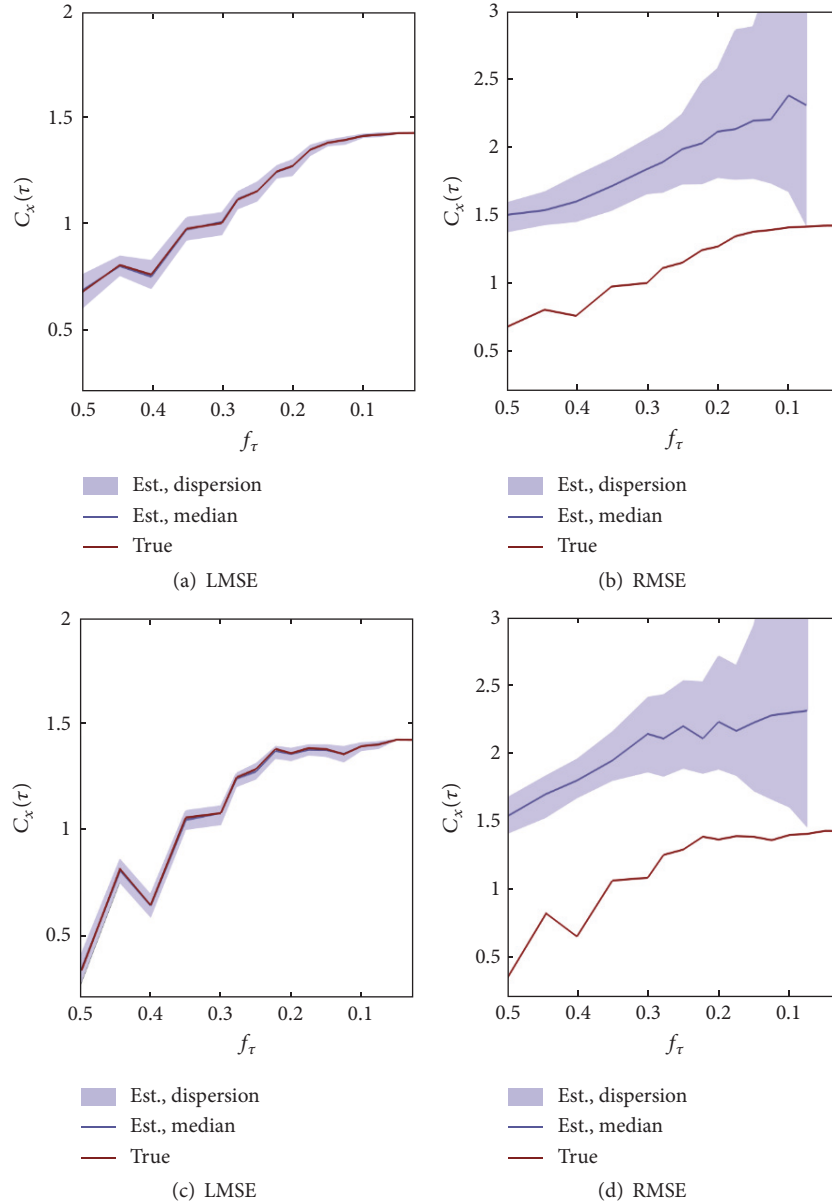 2
1.5
1
0.5
C_x(τ)
0.5 0.4 0.3 0.2 0.1
f_τ
Est., dispersion
Est., median
True
(a) LMSE
3
2.5
2
1.5
1
0.5
C_x(τ)
0.5 0.4 0.3 0.2 0.1
f_τ
Est., dispersion
Est., median
True
(b) RMSE
2
1.5
1
0.5
C_x(τ)
0.5 0.4 0.3 0.2 0.1
f_τ
Est., dispersion
Est., median
True
(c) LMSE
3
2.5
2
1.5
1
0.5
C_x(τ)
0.5 0.4 0.3 0.2 0.1
f_τ
Est., dispersion
Est., median
True
(d) RMSE